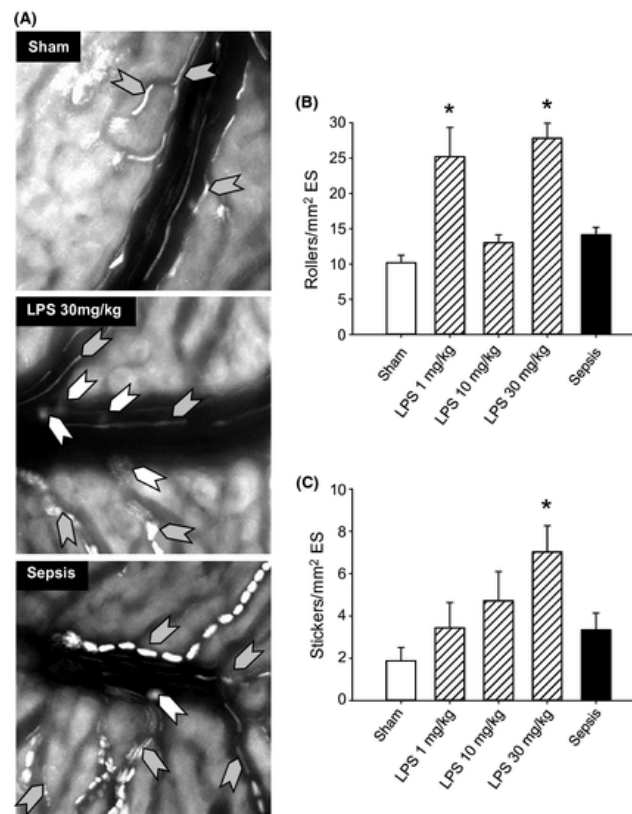 (A)
Sham
LPS 30mg/kg
Sepsis
(B)
Rollers/mm² ES
30
25
20
15
10
5
0
*
*
Sham
LPS 1 mg/kg
LPS 10 mg/kg
LPS 30 mg/kg
Sepsis
(C)
Stickers/mm² ES
10
8
6
4
2
0
*
Sham
LPS 1 mg/kg
LPS 10 mg/kg
LPS 30 mg/kg
Sepsis